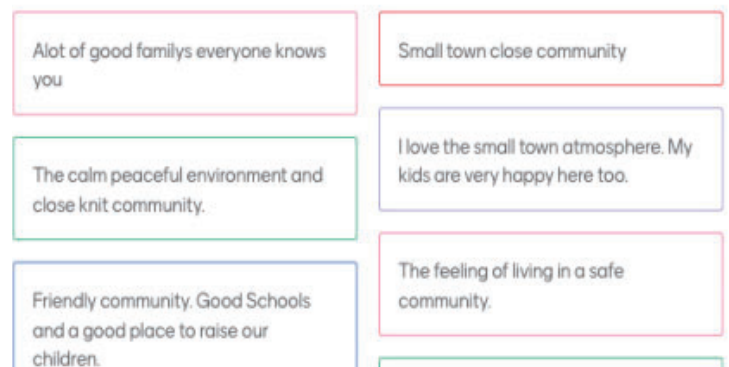 Alot of good familys everyone knows
you
The calm peaceful environment and
close knit community.
Friendly community. Good Schools
and a good place to raise our
children.
Small town close community
I love the small town atmosphere. My
kids are very happy here too.
The feeling of living in a safe
community.